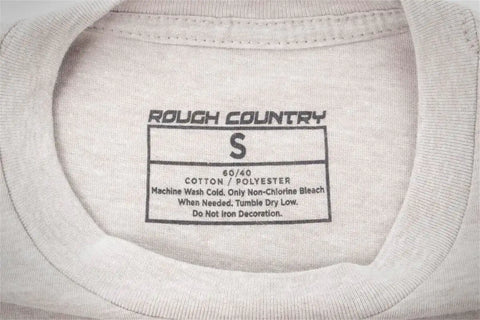 ROUGH COUNTRY
S
60/40
COTTON / POLYESTER
Machine Wash Cold. Only Non-Chlorine Bleach
When Needed. Tumble Dry Low.
Do Not Iron Decoration.